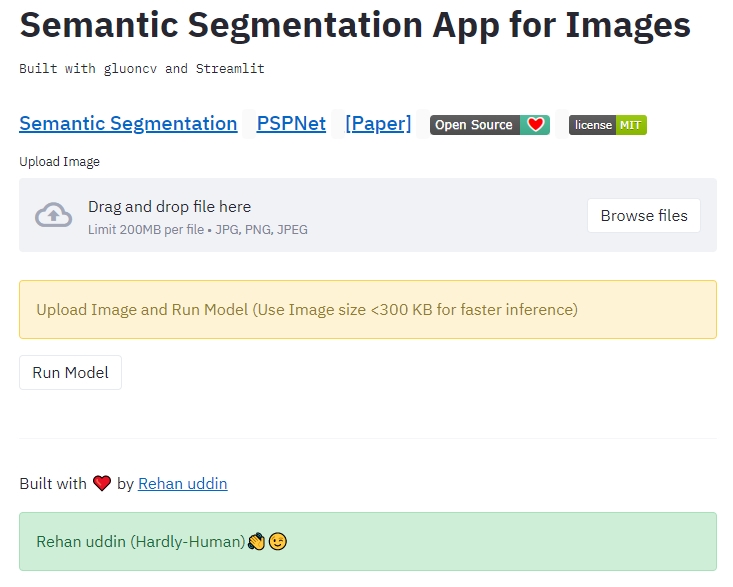 Semantic Segmentation App for Images
Built with gluoncv and Streamlit
Semantic Segmentation PSPNet [Paper] Open Source license MIT
Upload Image
Drag and drop file here
Limit 200MB per file • JPG, PNG, JPEG
Browse files
Upload Image and Run Model (Use Image size <300 KB for faster inference)
Run Model
Built with ❤️ by Rehan uddin
Rehan uddin (Hardly-Human)👏😉